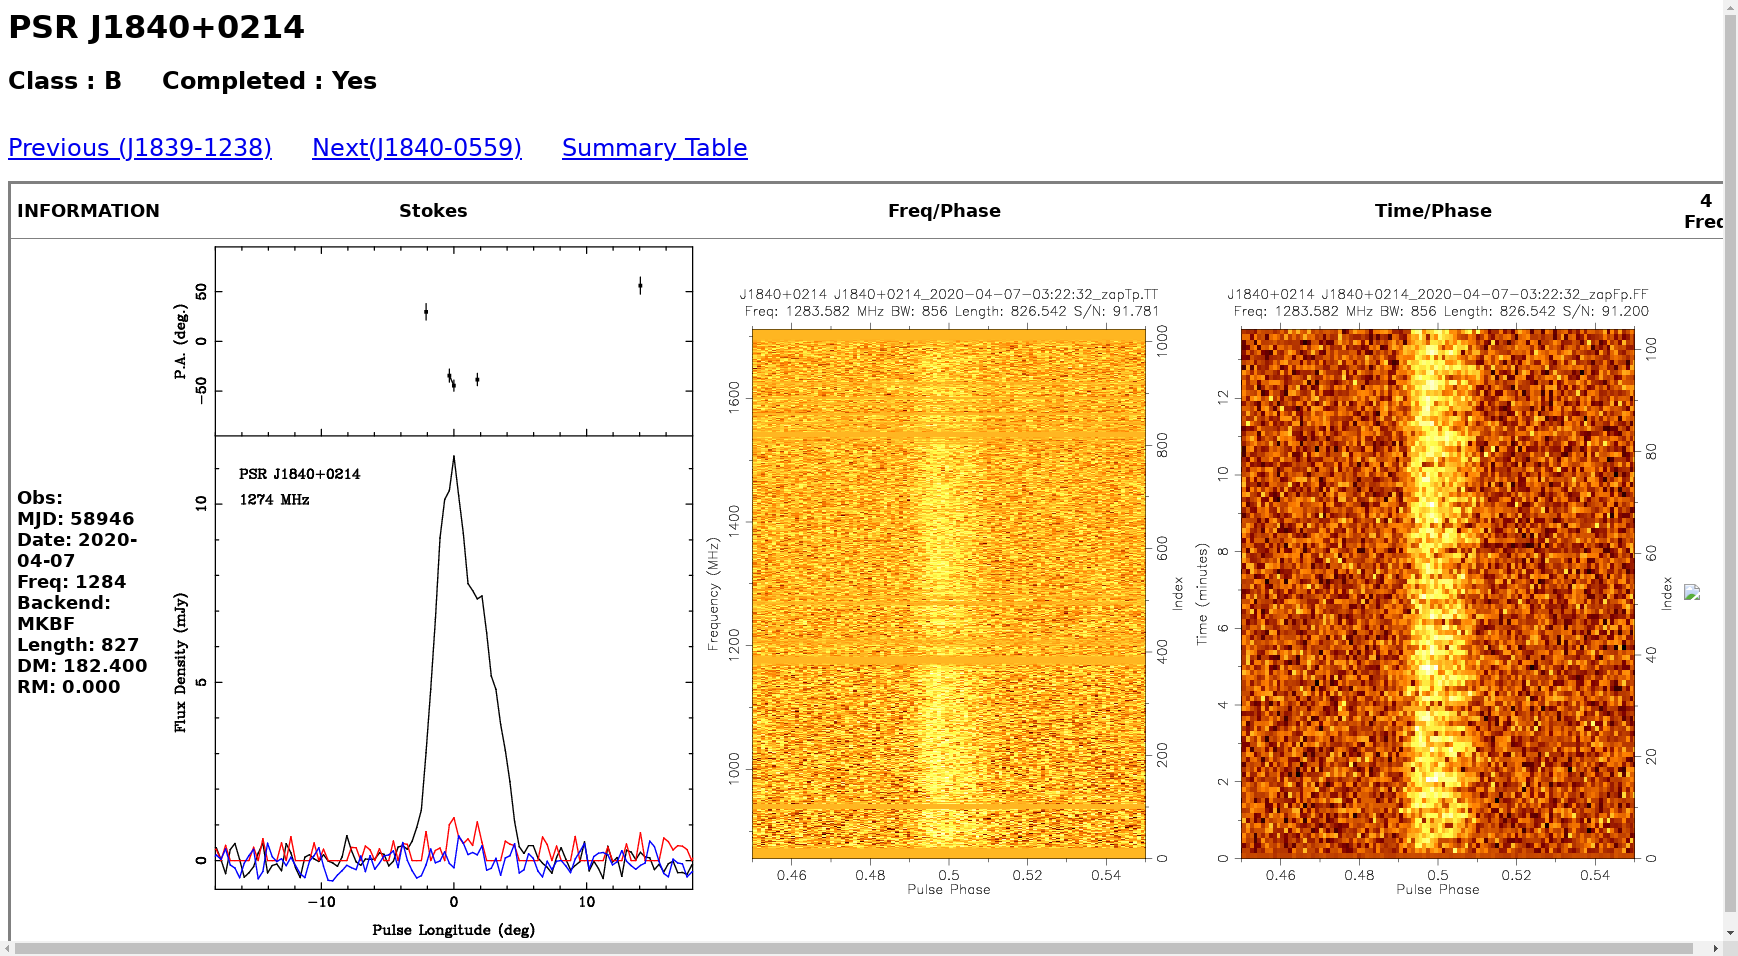 PSR J1840+0214
Class : B Completed : Yes
Previous (J1839-1238) Next(J1840-0559) Summary Table
INFORMATION Stokes Freq/Phase Time/Phase 4
Freq
Obs:
MJD: 58946
Date: 2020-
04-07
Freq: 1284
Backend:
MKBF
Length: 827
DM: 182.400
RM: 0.000
P.A. (deg.)
50
0
−50
PSR J1840+0214
1274 MHz
Flux Density (mJy)
10
5
0
−10 0 10
Pulse Longitude (deg)
J1840+0214 J1840+0214_2020−04−07−03:22:32_zapTp.TT
Freq: 1283.582 MHz BW: 856 Length: 826.542 S/N: 91.781
Frequency (MHz)
1600
1400
1200
1000
1000
800
600
400
200
0
Index
0.46 0.48 0.5 0.52 0.54
Pulse Phase
J1840+0214 J1840+0214_2020−04−07−03:22:32_zapFp.FF
Freq: 1283.582 MHz BW: 856 Length: 826.542 S/N: 91.200
Time (minutes)
12
10
8
6
4
2
0
100
80
60
40
20
0
Index
0.46 0.48 0.5 0.52 0.54
Pulse Phase